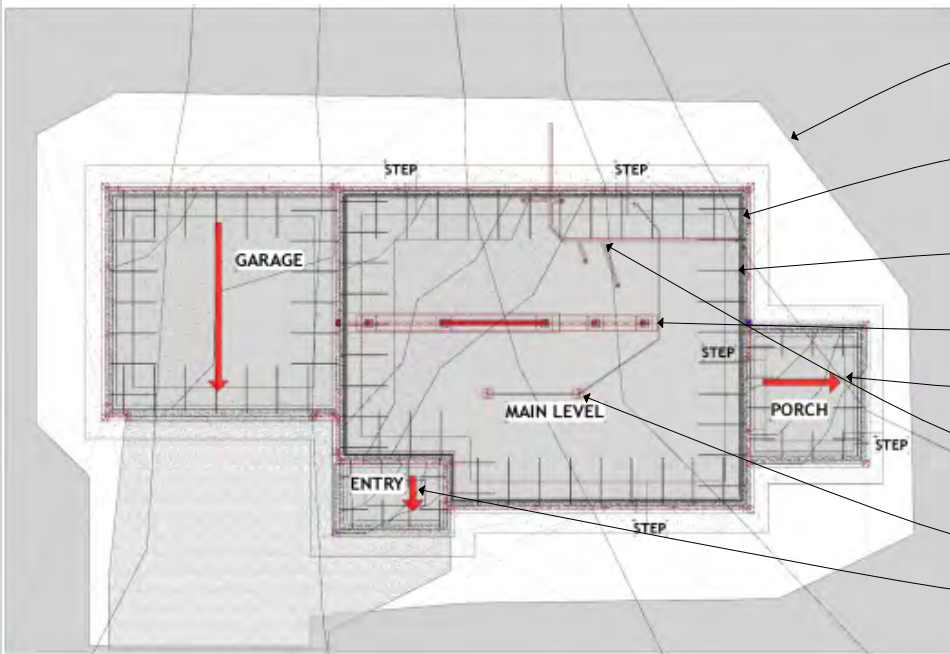 STEP
STEP
GARAGE
STEP
MAIN LEVEL
PORCH
STEP
ENTRY
STEP